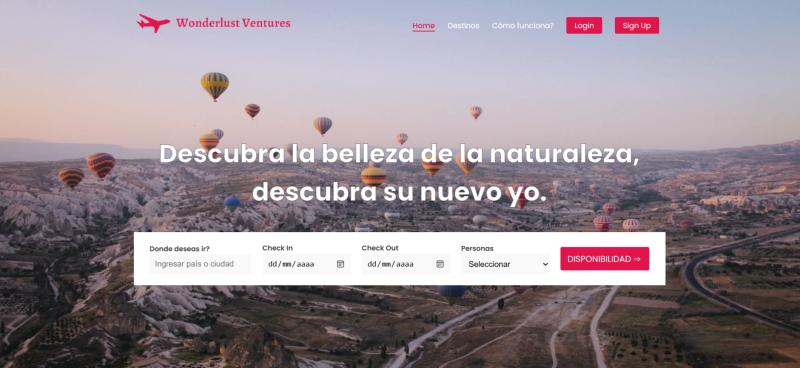 Wonderlust Ventures
Home Destinos Cómo funciona? Login Sign Up
Descubra la belleza de la naturaleza,
descubra su nuevo yo.
Donde deseas ir? Check In Check Out Personas
Ingresar país o ciudad dd/mm/aaaa dd/mm/aaaa Seleccionar DISPONIBILIDAD ⇒